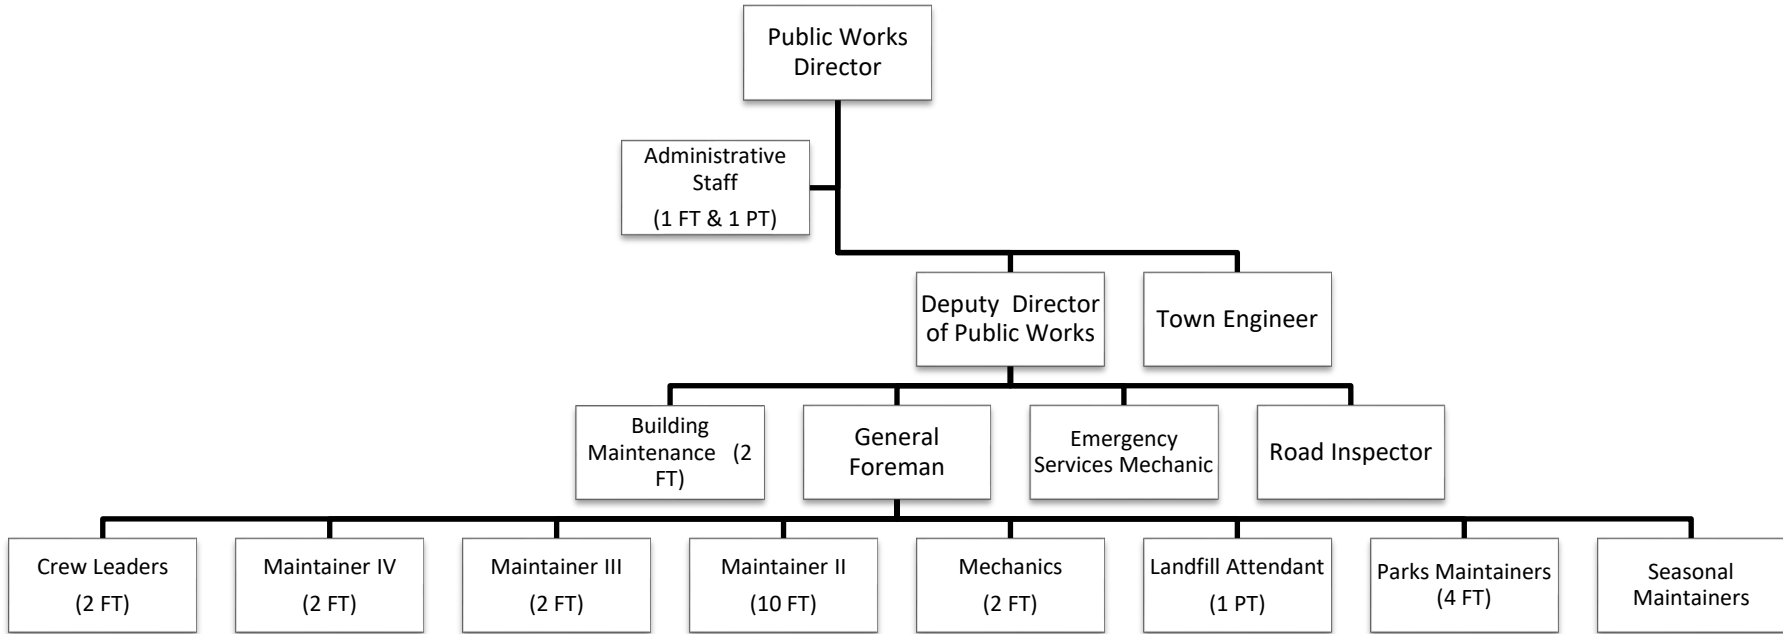 Public Works
Director
Administrative
Staff
(1 FT & 1 PT)
Deputy Director
of Public Works
Town Engineer
Building
Maintenance (2
FT)
General
Foreman
Emergency
Services Mechanic
Road Inspector
Crew Leaders
(2 FT)
Maintainer IV
(2 FT)
Maintainer III
(2 FT)
Maintainer II
(10 FT)
Mechanics
(2 FT)
Landfill Attendant
(1 PT)
Parks Maintainers
(4 FT)
Seasonal
Maintainers